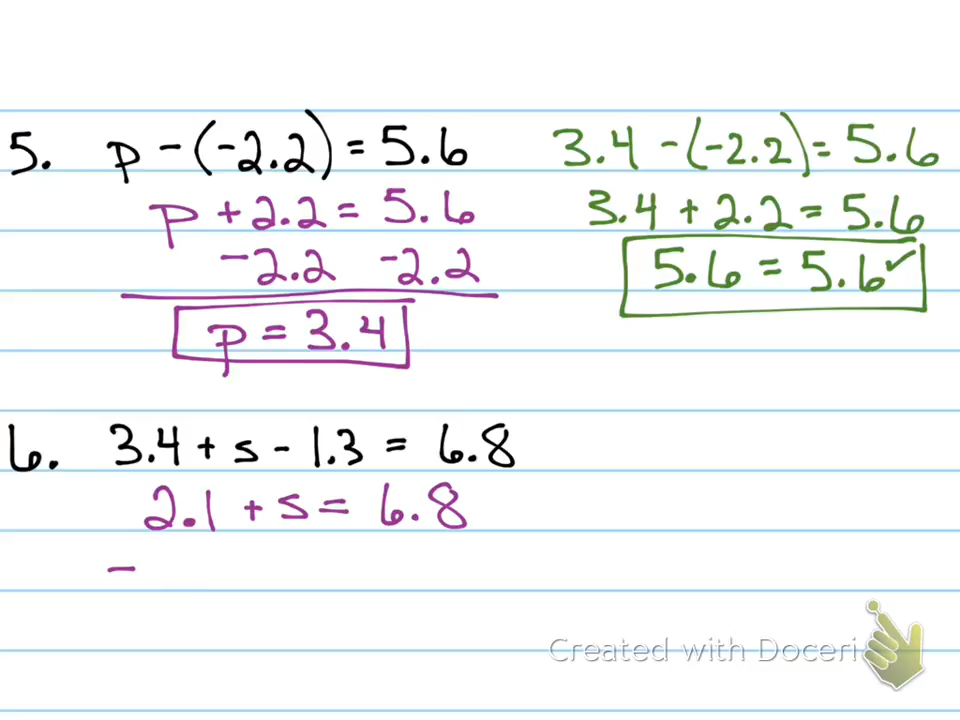 5. p - (-2.2) = 5.6
p + 2.2 = 5.6
-2.2 -2.2
p = 3.4
3.4 - (-2.2) = 5.6
3.4 + 2.2 = 5.6
5.6 = 5.6 ✓
6. 3.4 + s - 1.3 = 6.8
2.1 + s = 6.8
-
Created with Doceri